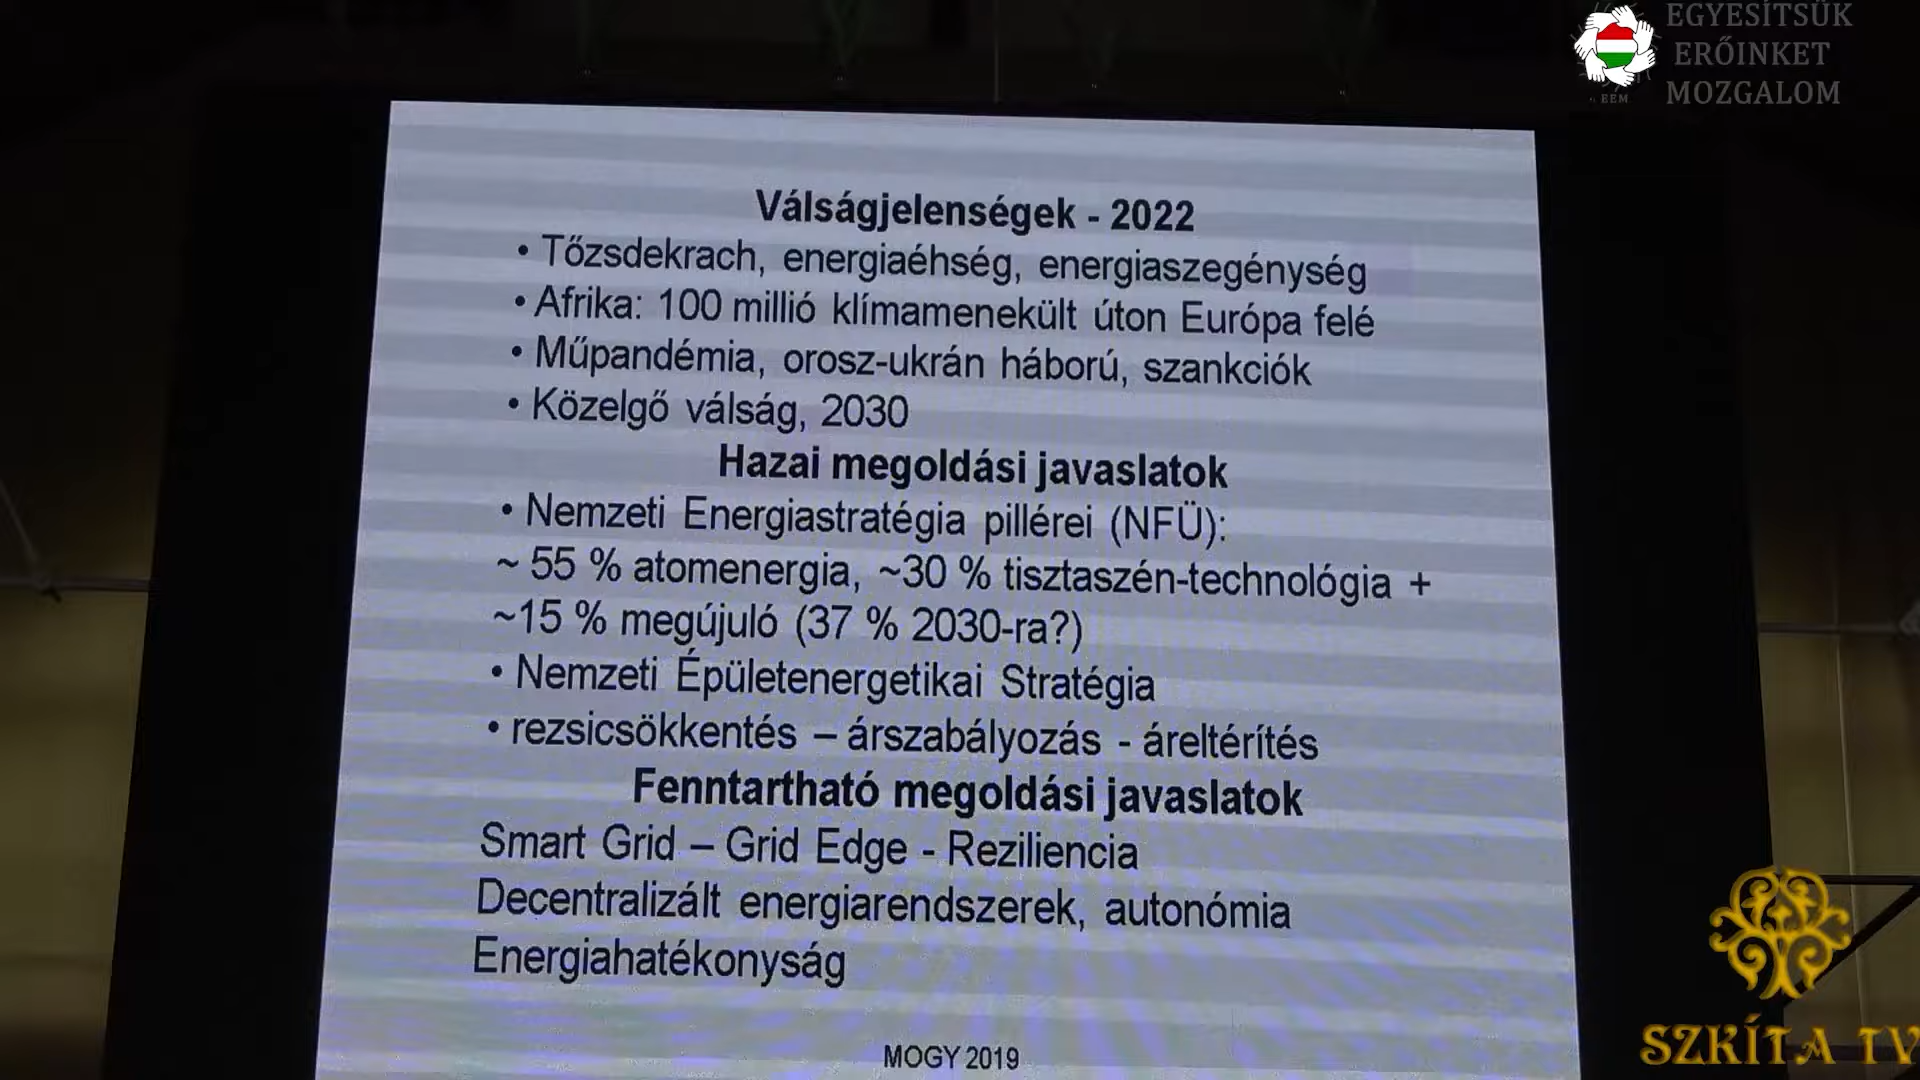 EGYESÍTSÜK
ERŐINKET
MOZGALOM
EEM
Válságjelenségek - 2022
• Tőzsdekrach, energiaéhség, energiaszegénység
• Afrika: 100 millió klímamenekült úton Európa felé
• Műpandémia, orosz-ukrán háború, szankciók
• Közelgő válság, 2030
Hazai megoldási javaslatok
• Nemzeti Energiastratégia pillérei (NFÜ):
~ 55 % atomenergia, ~30 % tisztaszén-technológia +
~15 % megújuló (37 % 2030-ra?)
• Nemzeti Épületenergetikai Stratégia
• rezsicsökkentés – árszabályozás - áreltérítés
Fenntartható megoldási javaslatok
Smart Grid – Grid Edge - Reziliencia
Decentralizált energiarendszerek, autonómia
Energiahatékonyság
MOGY 2019
SZKÍTA TV